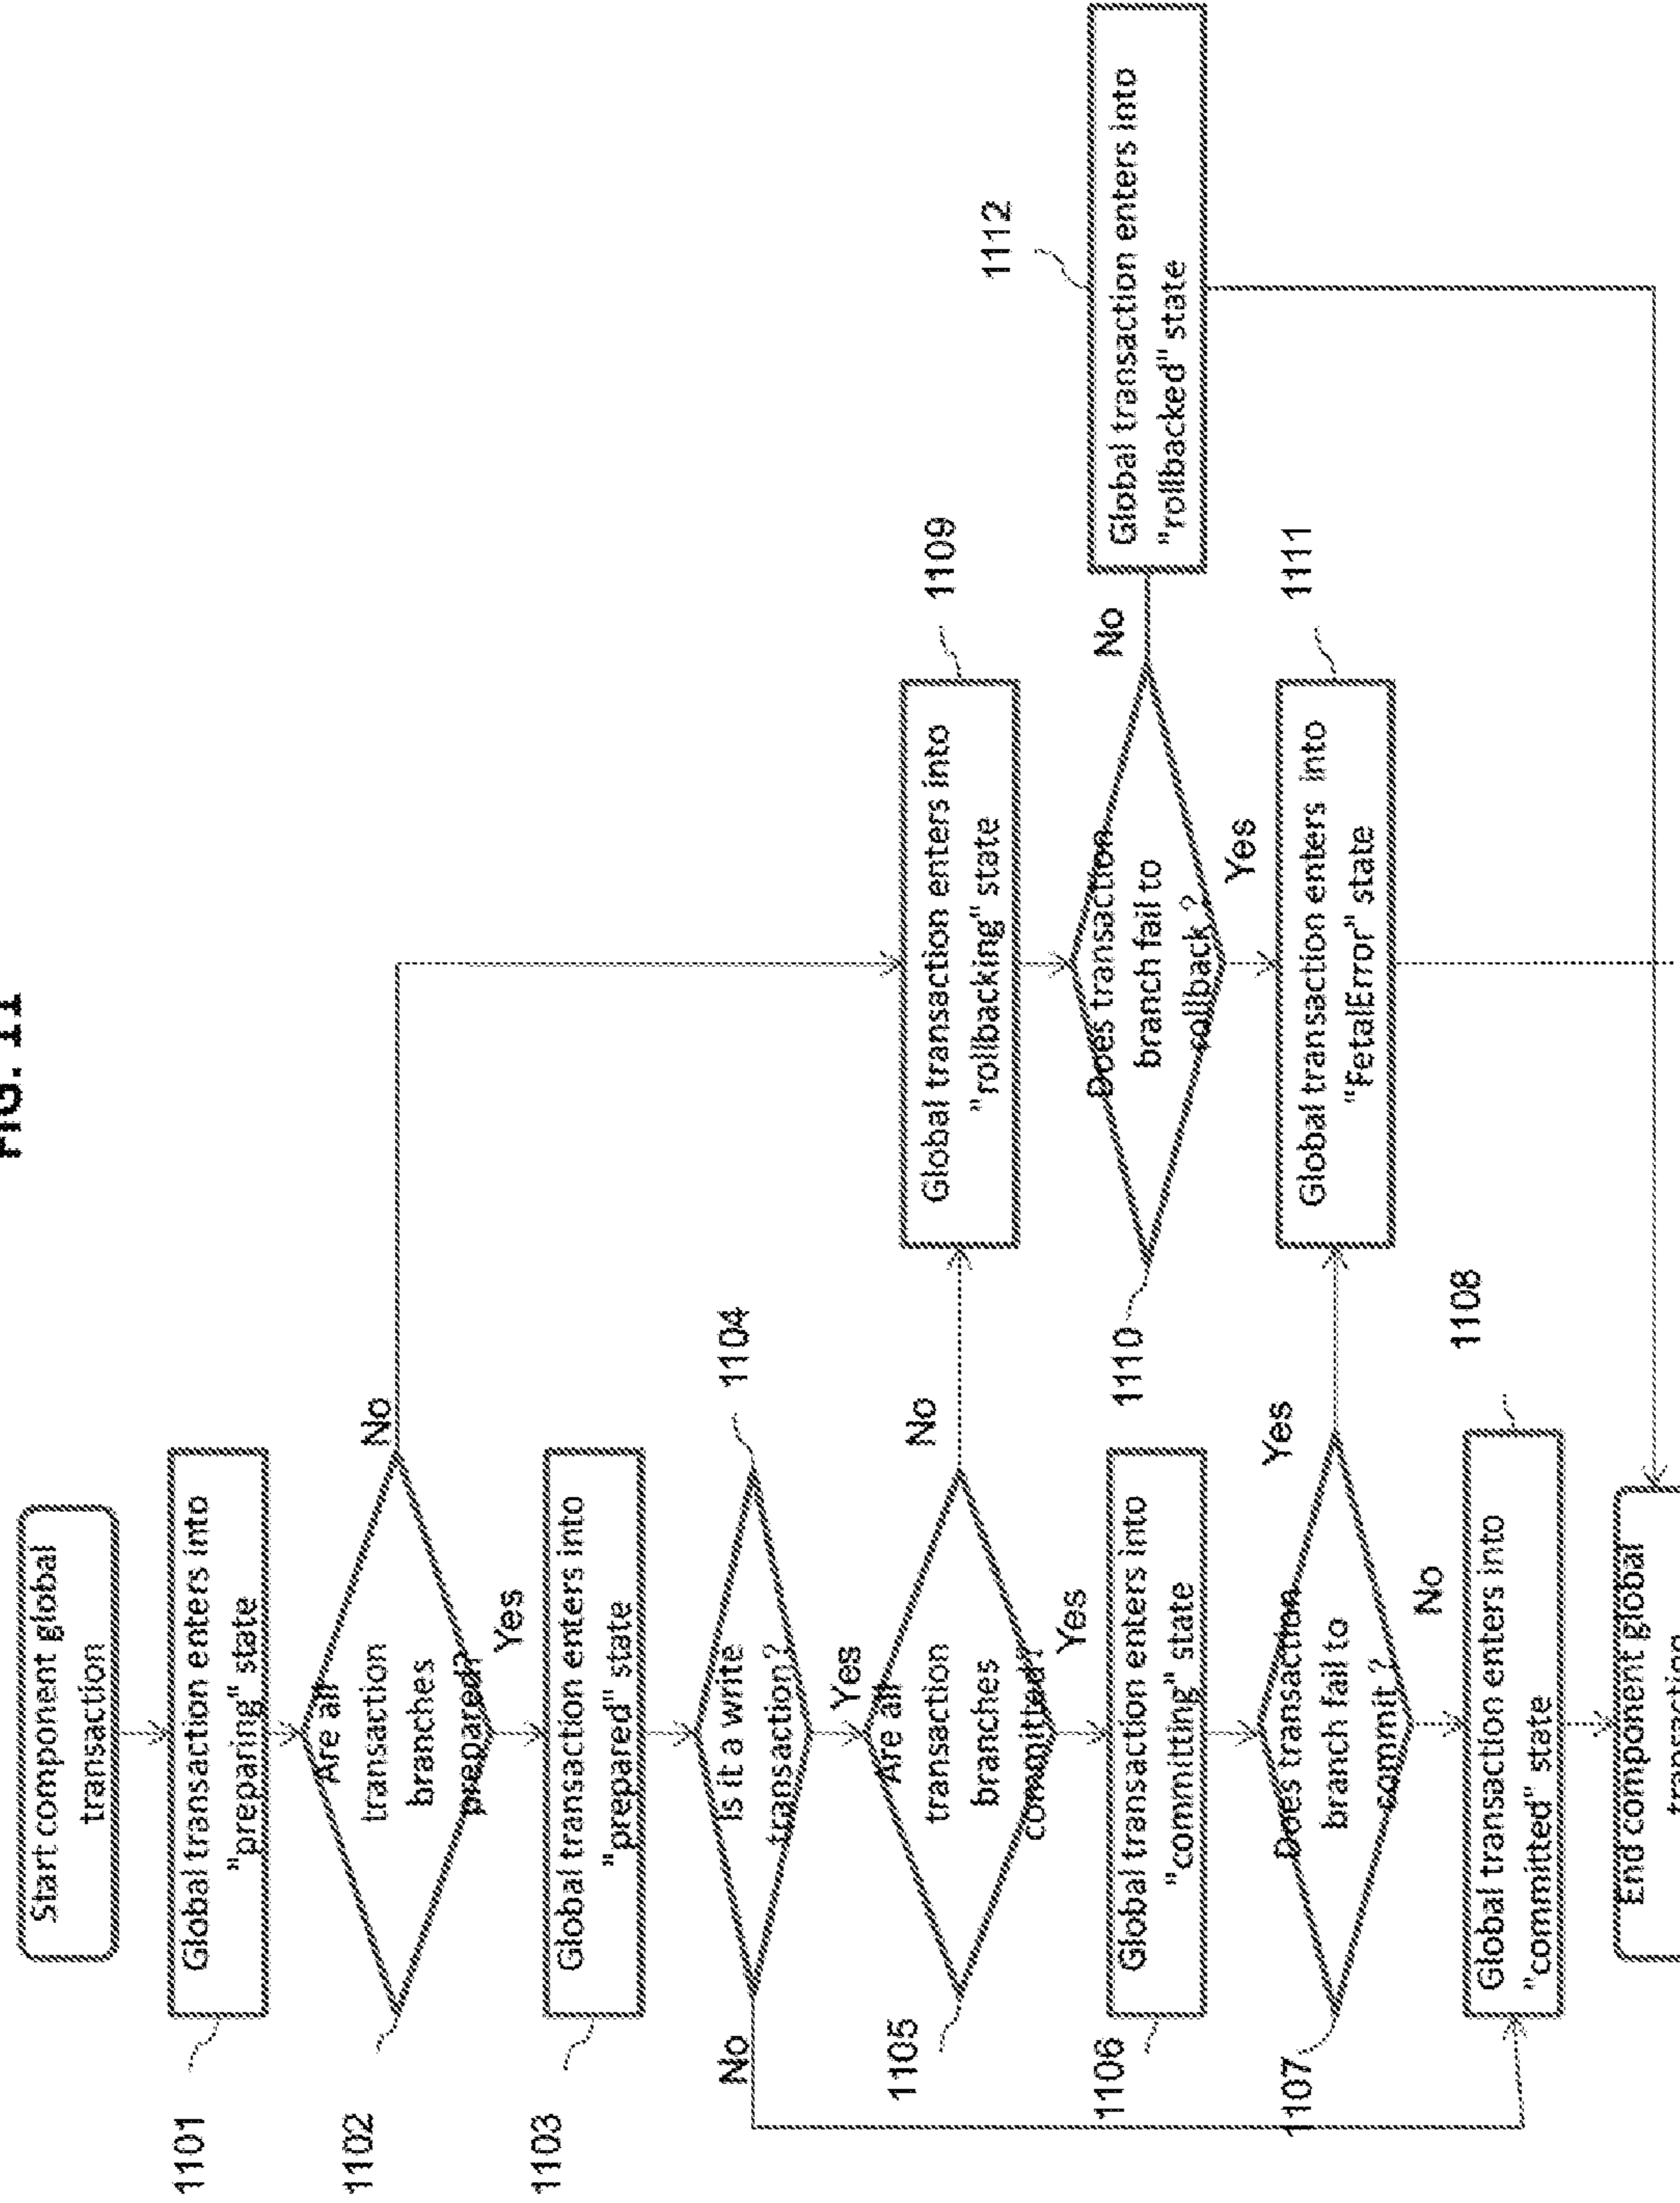 FIG. 11
Start component global
transaction
1101
Global transaction enters into
"preparing" state
1102
Are all
transaction
branches
prepared?
No
Yes
1103
Global transaction enters into
"prepared" state
1104
Is it a write
transaction?
No
Yes
1105
Are all
transaction
branches
committed?
No
Yes
1109
Global transaction enters into
"rollbacking" state
1106
Global transaction enters into
"committing" state
1110
Does transaction
branch fail to
rollback ?
No
Yes
1112
Global transaction enters into
"rollbacked" state
1107
Does transaction
branch fail to
commit ?
Yes
No
1111
Global transaction enters into
"FetalError" state
1108
Global transaction enters into
"committed" state
End component global
transaction